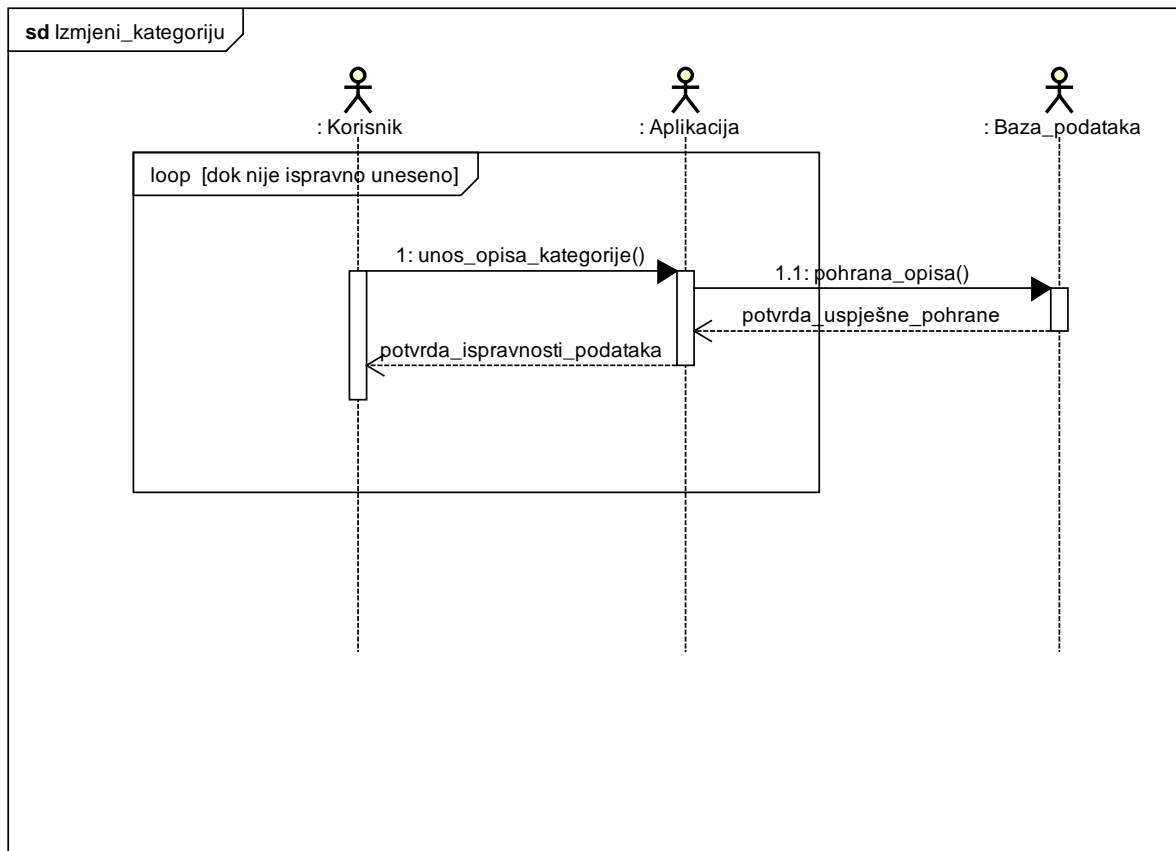 sd Izmjeni_kategoriju
: Korisnik
: Aplikacija
: Baza_podataka
loop [dok nije ispravno uneseno]
1: unos_opisa_kategorije()
1.1: pohrana_opisa()
potvrda_uspješne_pohrane
potvrda_ispravnosti_podataka